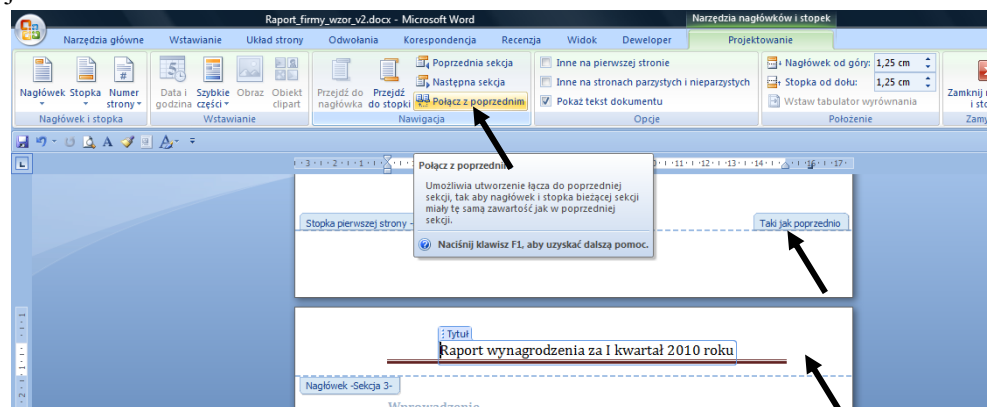 Raport_firmy_wzor_v2.docx - Microsoft Word
Narzędzia nagłówków i stopek
Narzędzia główne Wstawianie Układ strony Odwołania Korespondencja Recenzja Widok Deweloper Projektowanie
Nagłówek Stopka Numer strony
Nagłówek i stopka
Data i godzina Szybkie części Obraz Obiekt clipart
Wstawianie
Przejdź do nagłówka Przejdź do stopki
Poprzednia sekcja
Następna sekcja
Połącz z poprzednim
Nawigacja
Inne na pierwszej stronie
Inne na stronach parzystych i nieparzystych
Pokaż tekst dokumentu
Opcje
Nagłówek od góry: 1,25 cm
Stopka od dołu: 1,25 cm
Wstaw tabulator wyrównania
Położenie
Zamknij
Połącz z
Umożliwia utworzenie łącza do poprzedniej
sekcji, tak aby nagłówek i stopka bieżącej sekcji
miały tę samą zawartość jak w poprzedniej
sekcji.
Naciśnij klawisz F1, aby uzyskać dalszą pomoc.
Stopka pierwszej strony -
Taki jak poprzednio
Tytuł
Raport wynagrodzenia za I kwartał 2010 roku
Nagłówek -Sekcja 3-
Wprowadzenie